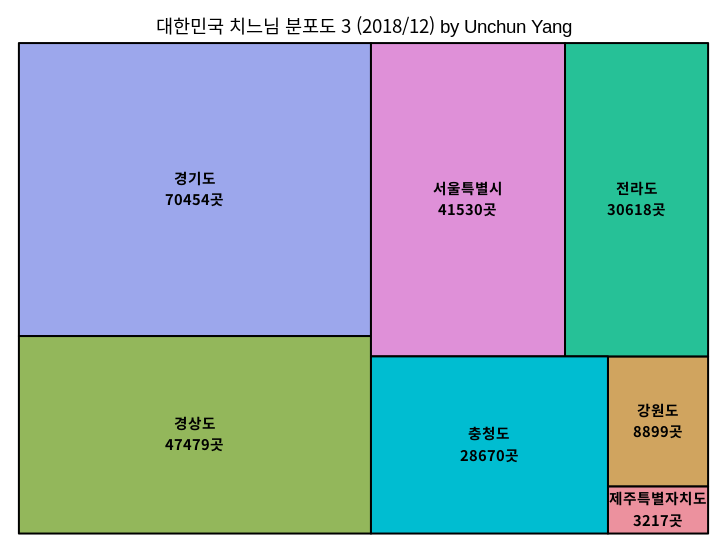 대한민국 치느님 분포도 3 (2018/12) by Unchun Yang
경기도
70454곳
서울특별시
41530곳
전라도
30618곳
경상도
47479곳
충청도
28670곳
강원도
8899곳
제주특별자치도
3217곳